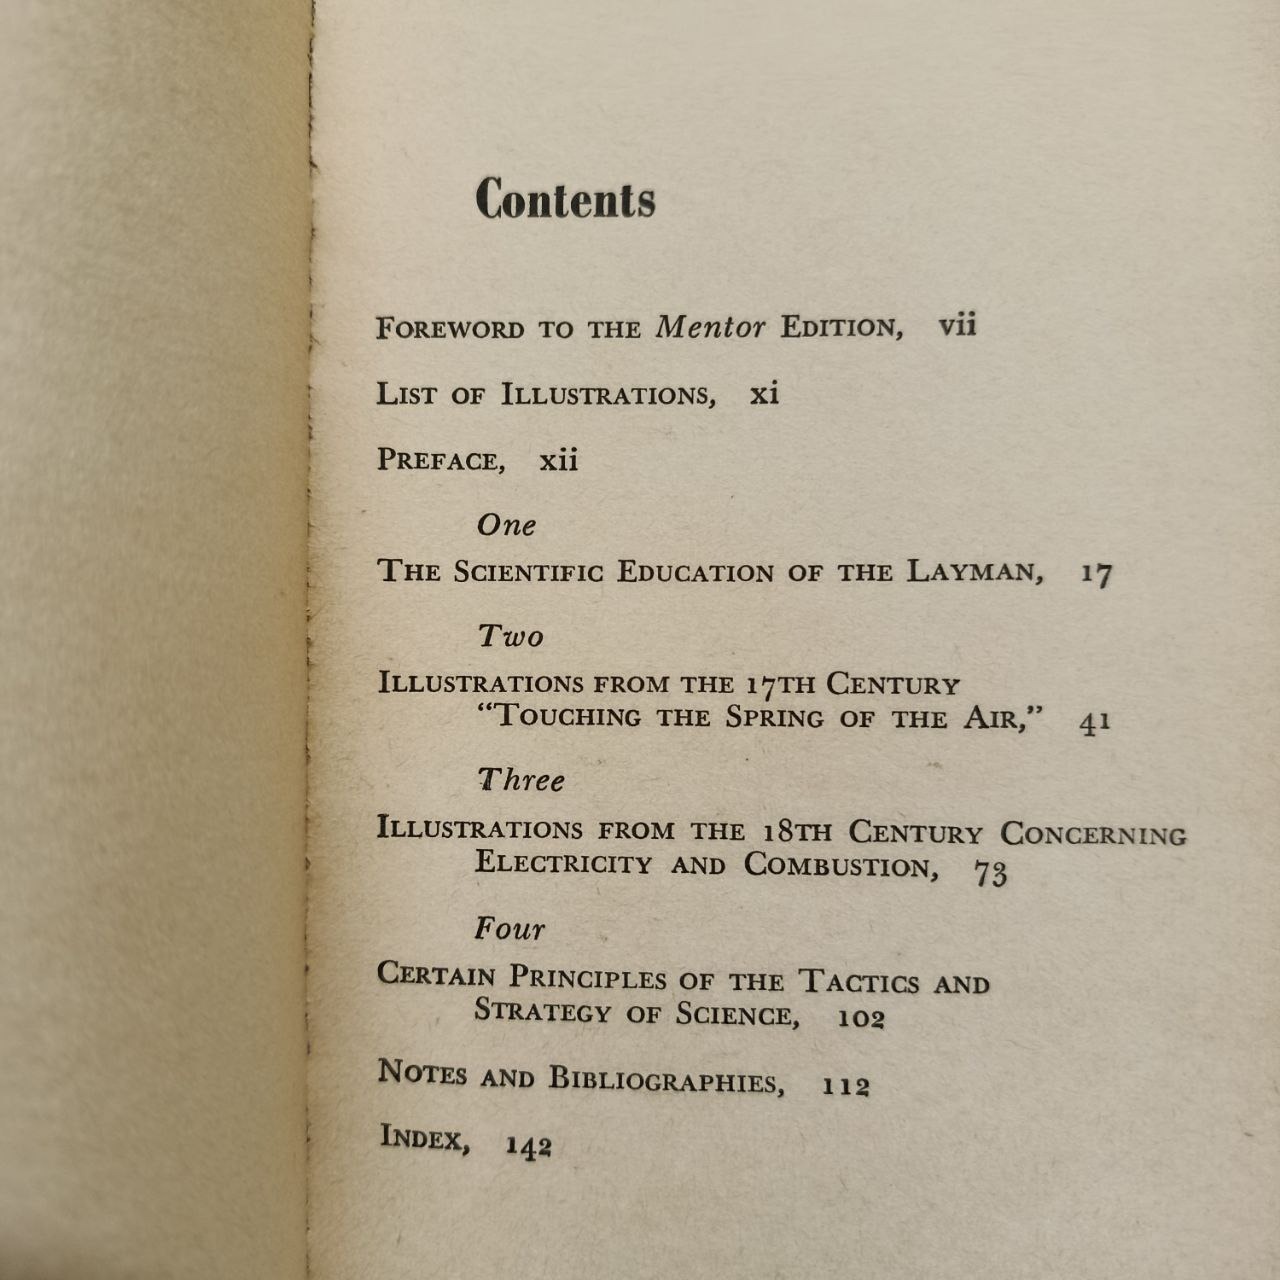 Contents
Foreword to the Mentor Edition, vii
List of Illustrations, xi
Preface, xii
One
The Scientific Education of the Layman, 17
Two
Illustrations from the 17th Century
“Touching the Spring of the Air,” 41
Three
Illustrations from the 18th Century Concerning
Electricity and Combustion, 73
Four
Certain Principles of the Tactics and
Strategy of Science, 102
Notes and Bibliographies, 112
Index, 142